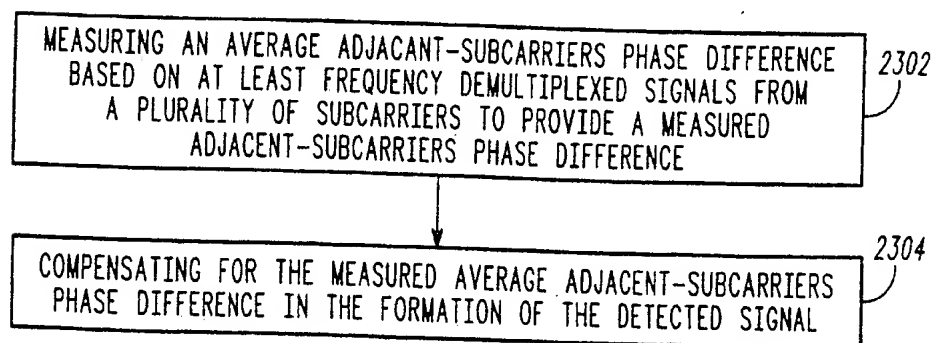 MEASURING AN AVERAGE ADJACANT-SUBCARRIERS PHASE DIFFERENCE
BASED ON AT LEAST FREQUENCY DEMULTIPLEXED SIGNALS FROM
A PLURALITY OF SUBCARRIERS TO PROVIDE A MEASURED
ADJACENT-SUBCARRIERS PHASE DIFFERENCE
2302
COMPENSATING FOR THE MEASURED AVERAGE ADJACENT-SUBCARRIERS
PHASE DIFFERENCE IN THE FORMATION OF THE DETECTED SIGNAL
2304